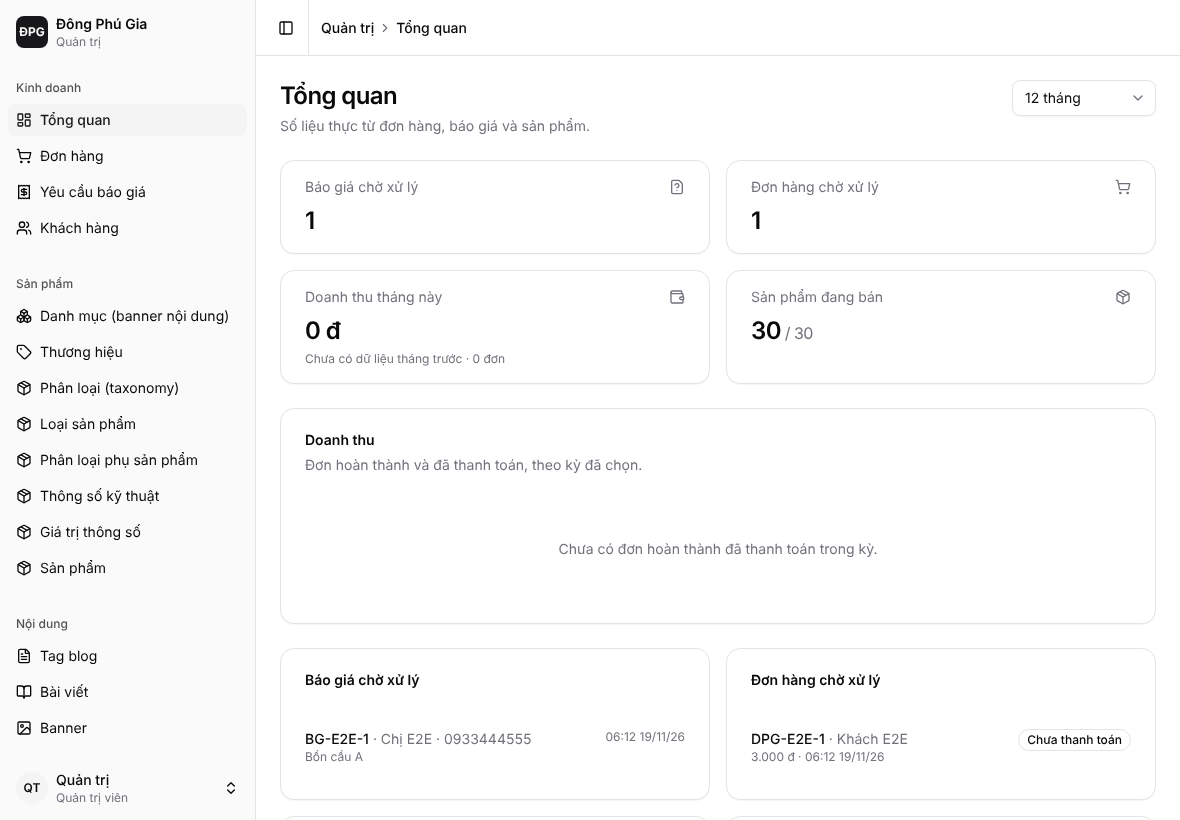 ĐPG
Đông Phú Gia
Quản trị
Kinh doanh
Tổng quan
Đơn hàng
Yêu cầu báo giá
Khách hàng
Sản phẩm
Danh mục (banner nội dung)
Thương hiệu
Phân loại (taxonomy)
Loại sản phẩm
Phân loại phụ sản phẩm
Thông số kỹ thuật
Giá trị thông số
Sản phẩm
Nội dung
Tag blog
Bài viết
Banner
QT
Quản trị
Quản trị viên
Quản trị > Tổng quan
Tổng quan
Số liệu thực từ đơn hàng, báo giá và sản phẩm.
12 tháng
Báo giá chờ xử lý
1
Đơn hàng chờ xử lý
1
Doanh thu tháng này
0 đ
Chưa có dữ liệu tháng trước · 0 đơn
Sản phẩm đang bán
30 / 30
Doanh thu
Đơn hoàn thành và đã thanh toán, theo kỳ đã chọn.
Chưa có đơn hoàn thành đã thanh toán trong kỳ.
Báo giá chờ xử lý
BG-E2E-1 · Chị E2E · 0933444555
06:12 19/11/26
Bồn cầu A
Đơn hàng chờ xử lý
DPG-E2E-1 · Khách E2E
Chưa thanh toán
3.000 đ · 06:12 19/11/26